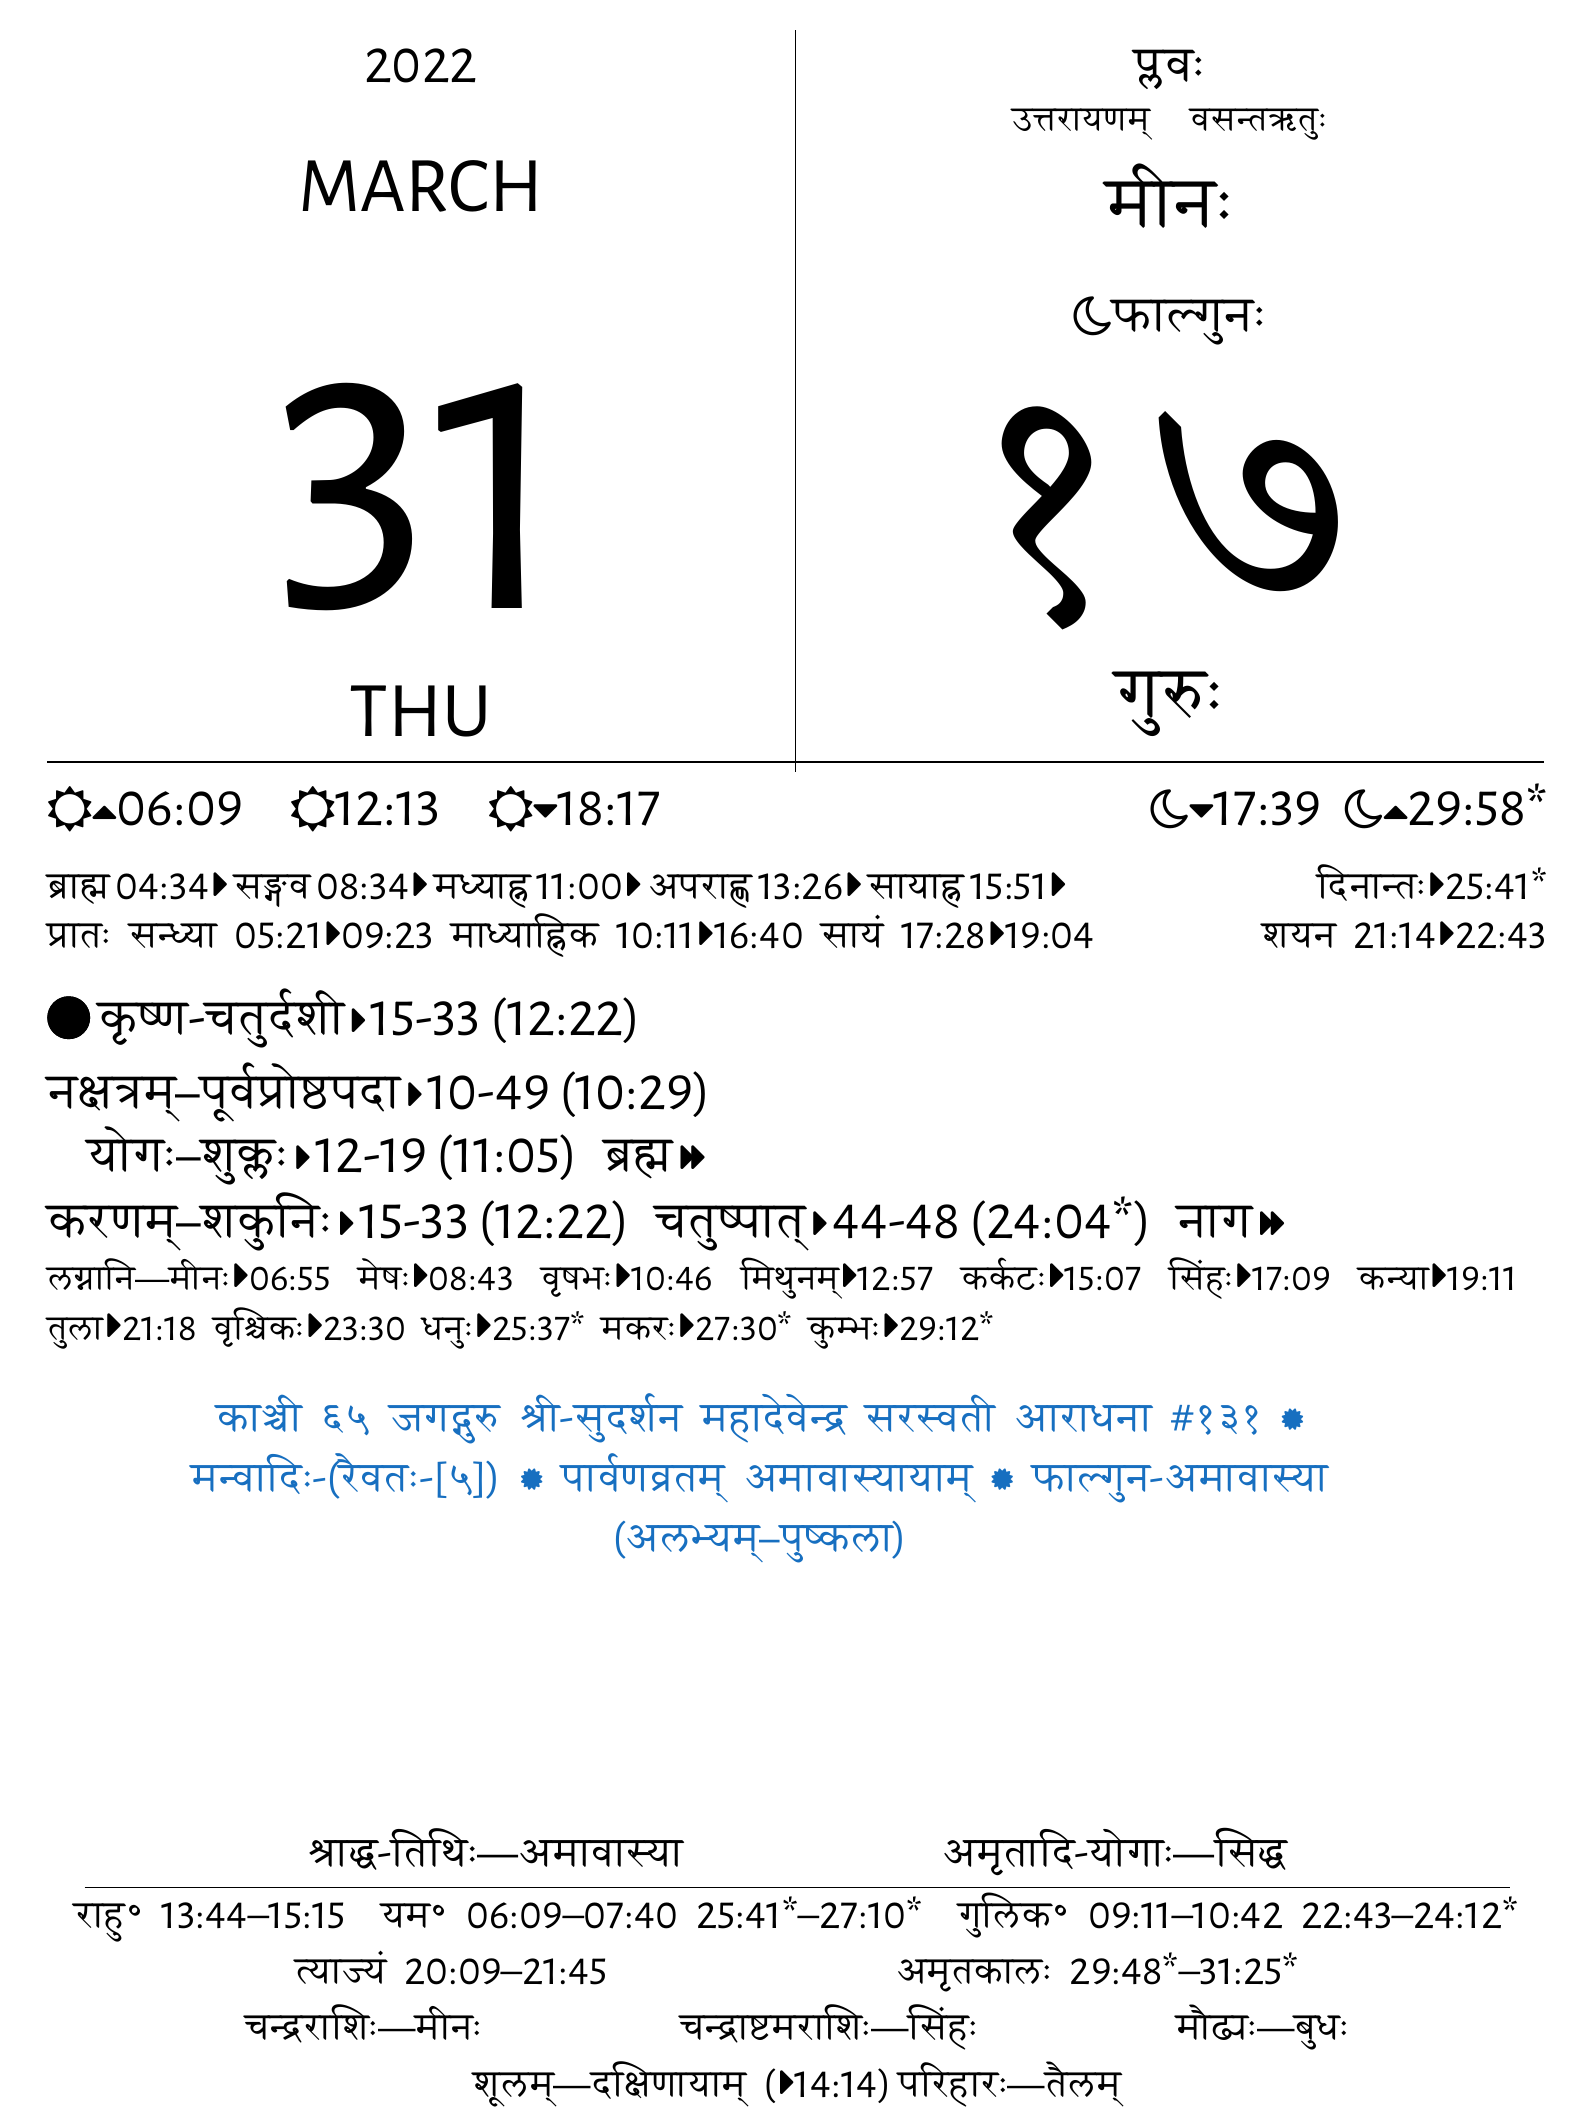 2022
MARCH
31
THU
प्लवः
उत्तरायणम् वसन्तऋतुः
मीनः
फाल्गुनः
१७
गुरुः
06:09 12:13 18:17 17:39 29:58*
ब्राह्म 04:34 सङ्गव 08:34 मध्याह्न 11:00 अपराह्ण 13:26 सायाह्न 15:51 दिनान्तः 25:41*
प्रातः सन्ध्या 05:21 09:23 माध्याह्निक 10:11 16:40 सायं 17:28 19:04 शयन 21:14 22:43
कृष्ण-चतुर्दशी 15-33 (12:22)
नक्षत्रम्–पूर्वप्रोष्ठपदा 10-49 (10:29)
योगः–शुक्लः 12-19 (11:05) ब्रह्म
करणम्–शकुनिः 15-33 (12:22) चतुष्पात् 44-48 (24:04*) नाग
लग्नानि—मीनः 06:55 मेषः 08:43 वृषभः 10:46 मिथुनम् 12:57 कर्कटः 15:07 सिंहः 17:09 कन्या 19:11
तुला 21:18 वृश्चिकः 23:30 धनुः 25:37* मकरः 27:30* कुम्भः 29:12*
काञ्ची ६५ जगद्गुरु श्री-सुदर्शन महादेवेन्द्र सरस्वती आराधना #१३१
मन्वादिः-(रैवतः-[५]) पार्वणव्रतम् अमावास्यायाम् फाल्गुन-अमावास्या
(अलभ्यम्–पुष्कला)
श्राद्ध-तिथिः—अमावास्या अमृतादि-योगाः—सिद्ध
राहु॰ 13:44–15:15 यम॰ 06:09–07:40 25:41*–27:10* गुलिक॰ 09:11–10:42 22:43–24:12*
त्याज्यं 20:09–21:45 अमृतकालः 29:48*–31:25*
चन्द्रराशिः—मीनः चन्द्राष्टमराशिः—सिंहः मौढ्यः—बुधः
शूलम्—दक्षिणायाम् (14:14) परिहारः—तैलम्